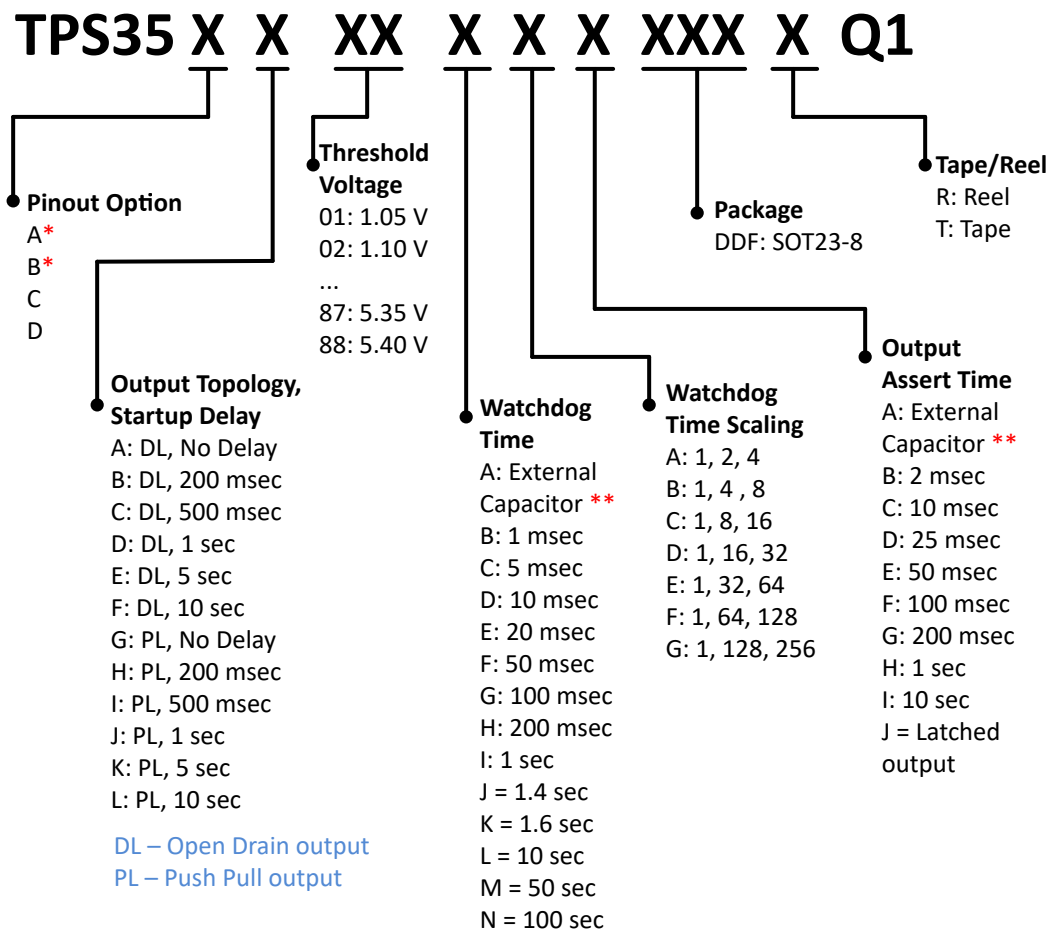 TPS35 X X XX X X X XXX X Q1
Pinout Option
A*
B*
C
D
Output Topology,
Startup Delay
A: DL, No Delay
B: DL, 200 msec
C: DL, 500 msec
D: DL, 1 sec
E: DL, 5 sec
F: DL, 10 sec
G: PL, No Delay
H: PL, 200 msec
I: PL, 500 msec
J: PL, 1 sec
K: PL, 5 sec
L: PL, 10 sec
DL – Open Drain output
PL – Push Pull output
Threshold
Voltage
01: 1.05 V
02: 1.10 V
...
87: 5.35 V
88: 5.40 V
Watchdog
Time
A: External
Capacitor **
B: 1 msec
C: 5 msec
D: 10 msec
E: 20 msec
F: 50 msec
G: 100 msec
H: 200 msec
I: 1 sec
J = 1.4 sec
K = 1.6 sec
L = 10 sec
M = 50 sec
N = 100 sec
Watchdog
Time Scaling
A: 1, 2, 4
B: 1, 4 , 8
C: 1, 8, 16
D: 1, 16, 32
E: 1, 32, 64
F: 1, 64, 128
G: 1, 128, 256
Output
Assert Time
A: External
Capacitor **
B: 2 msec
C: 10 msec
D: 25 msec
E: 50 msec
F: 100 msec
G: 200 msec
H: 1 sec
I: 10 sec
J = Latched
output
Package
DDF: SOT23-8
Tape/Reel
R: Reel
T: Tape